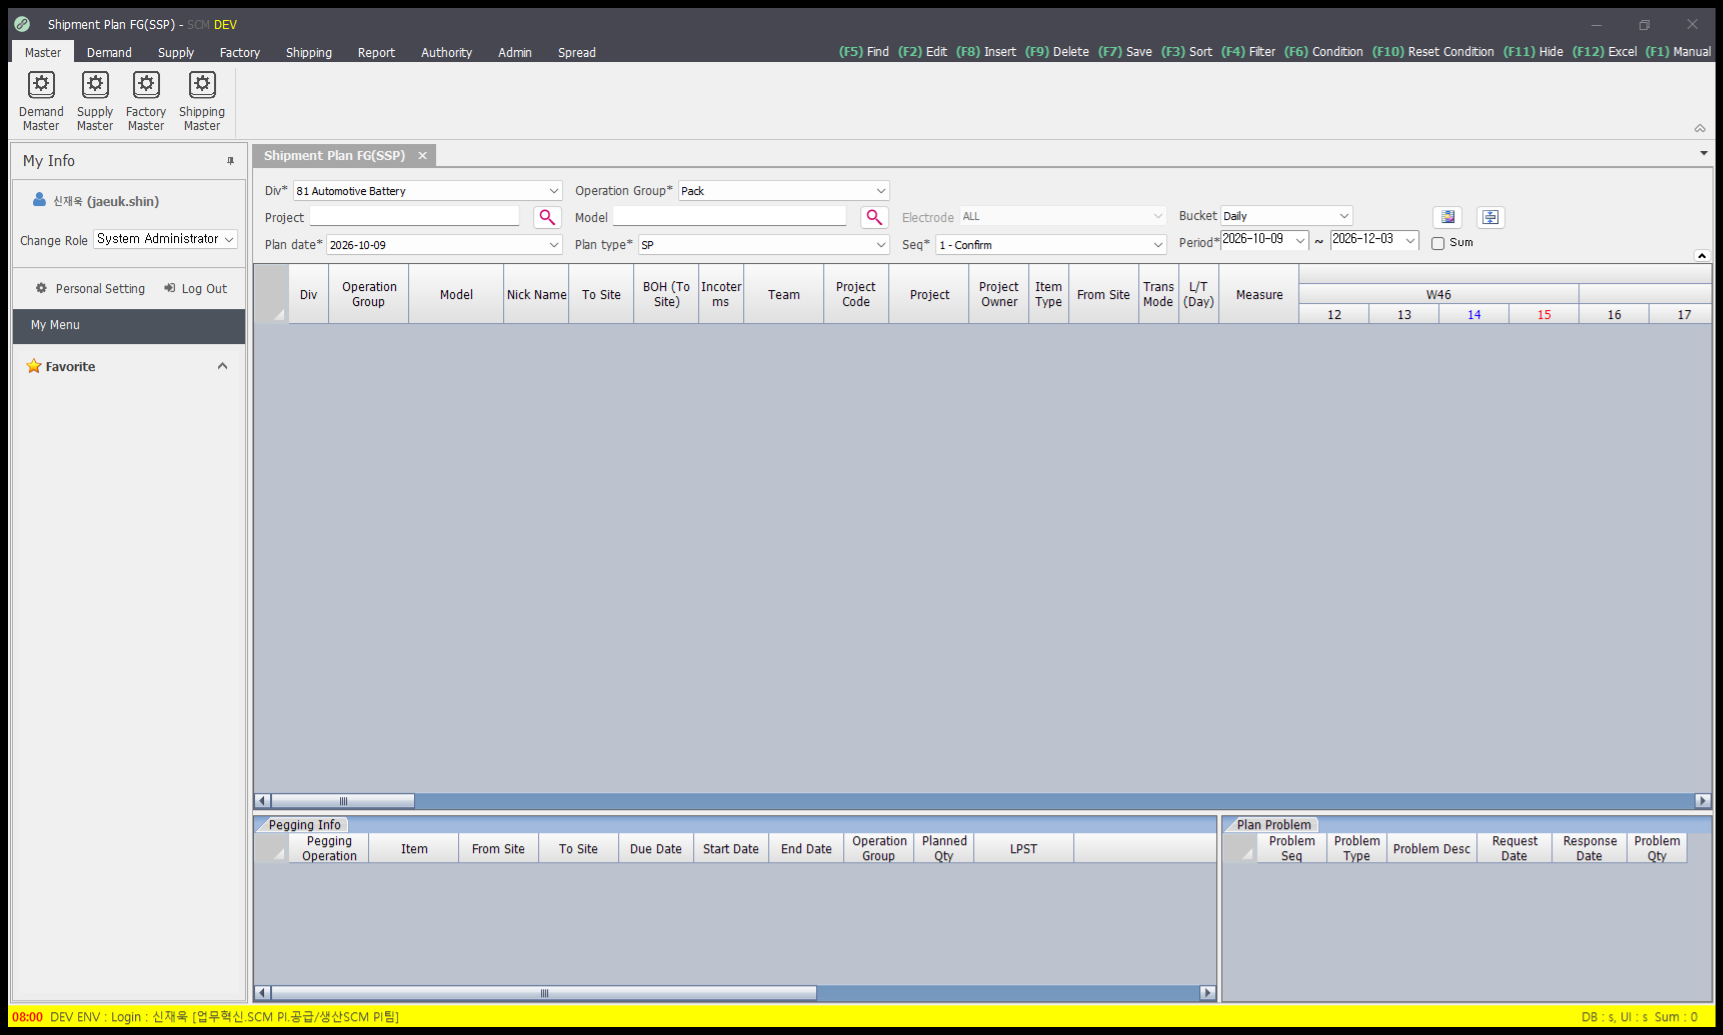 Shipment Plan FG(SSP) - SCM DEV
Master Demand Supply Factory Shipping Report Authority Admin Spread
(F5) Find (F2) Edit (F8) Insert (F9) Delete (F7) Save (F3) Sort (F4) Filter (F6) Condition (F10) Reset Condition (F11) Hide (F12) Excel (F1) Manual
Demand Master
Supply Master
Factory Master
Shipping Master
My Info
신재욱 (jaeuk.shin)
Change Role System Administrator
Personal Setting Log Out
My Menu
Favorite
Shipment Plan FG(SSP)
Div* 81 Automotive Battery Operation Group* Pack
Project Model Electrode ALL Bucket Daily
Plan date* 2026-10-09 Plan type* SP Seq* 1 - Confirm Period* 2026-10-09 ~ 2026-12-03 Sum
Div
Operation Group
Model
Nick Name
To Site
BOH (To Site)
Incoter ms
Team
Project Code
Project
Project Owner
Item Type
From Site
Trans Mode
L/T (Day)
Measure
W46
12 13 14 15 16 17
Pegging Info
Pegging Operation
Item
From Site
To Site
Due Date
Start Date
End Date
Operation Group
Planned Qty
LPST
Plan Problem
Problem Seq
Problem Type
Problem Desc
Request Date
Response Date
Problem Qty
08:00 DEV ENV : Login : 신재욱 [업무혁신.SCM PI.공급/생산SCM PI팀]
DB : s, UI : s Sum : 0